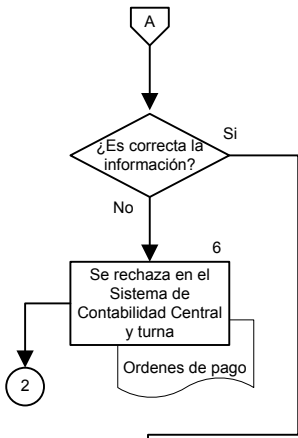 A
¿Es correcta la
información?
Si
No
6
Se rechaza en el
Sistema de
Contabilidad Central
y turna
Ordenes de pago
2